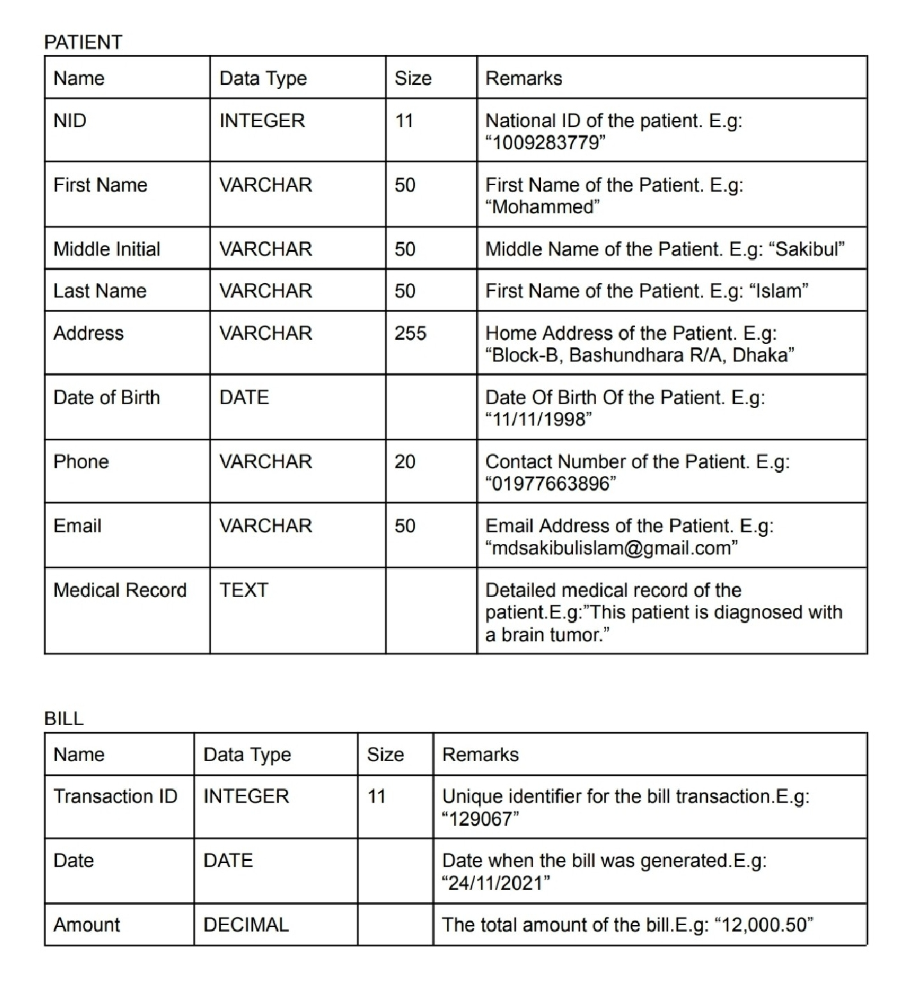 PATIENT
Name Data Type Size Remarks
NID INTEGER 11 National ID of the patient. E.g:
“1009283779”
First Name VARCHAR 50 First Name of the Patient. E.g:
“Mohammed”
Middle Initial VARCHAR 50 Middle Name of the Patient. E.g: “Sakibul”
Last Name VARCHAR 50 First Name of the Patient. E.g: “Islam”
Address VARCHAR 255 Home Address of the Patient. E.g:
“Block-B, Bashundhara R/A, Dhaka”
Date of Birth DATE Date Of Birth Of the Patient. E.g:
“11/11/1998”
Phone VARCHAR 20 Contact Number of the Patient. E.g:
“01977663896”
Email VARCHAR 50 Email Address of the Patient. E.g:
“mdsakibulislam@gmail.com”
Medical Record TEXT Detailed medical record of the
patient.E.g:”This patient is diagnosed with
a brain tumor.”
BILL
Name Data Type Size Remarks
Transaction ID INTEGER 11 Unique identifier for the bill transaction.E.g:
“129067”
Date DATE Date when the bill was generated.E.g:
“24/11/2021”
Amount DECIMAL The total amount of the bill.E.g: “12,000.50”